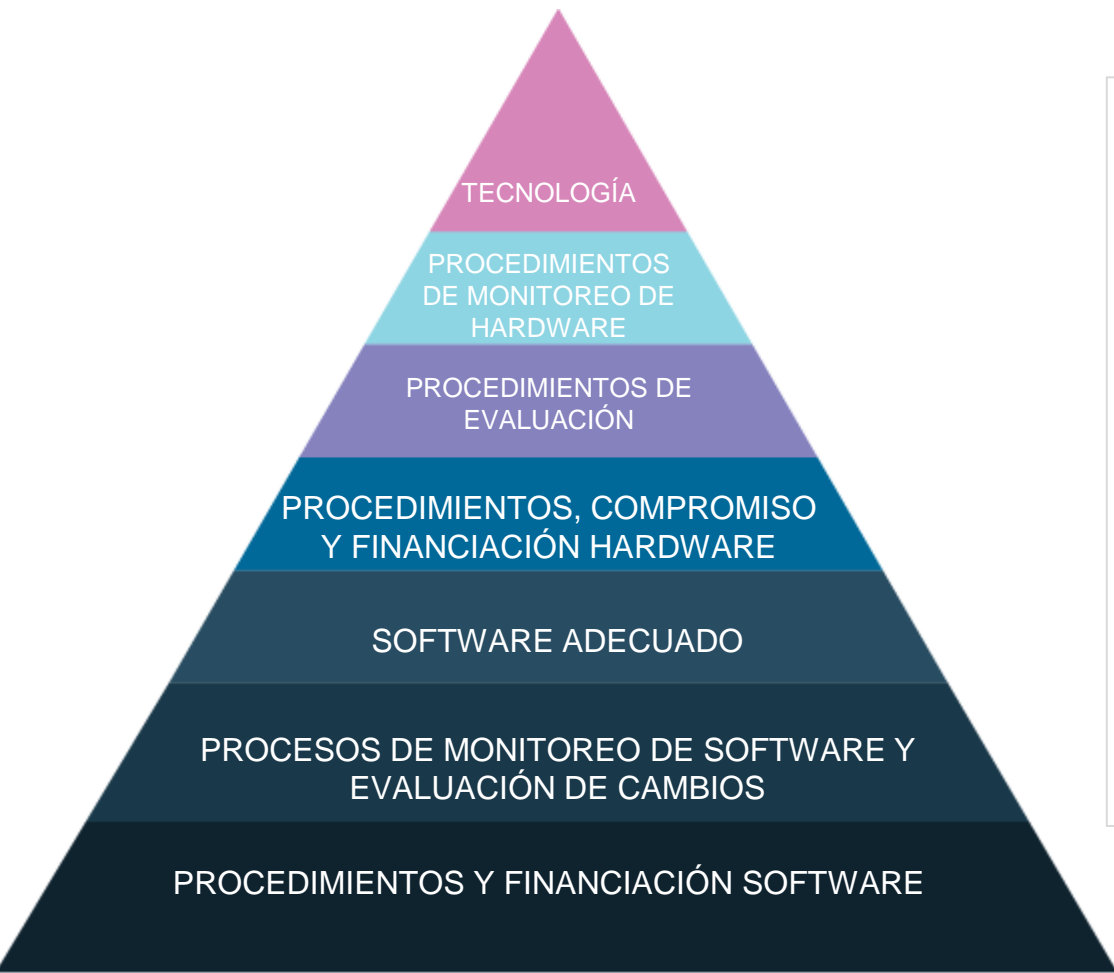 TECNOLOGÍA
PROCEDIMIENTOS
DE MONITOREO DE
HARDWARE
PROCEDIMIENTOS DE
EVALUACIÓN
PROCEDIMIENTOS, COMPROMISO
Y FINANCIACIÓN HARDWARE
SOFTWARE ADECUADO
PROCESOS DE MONITOREO DE SOFTWARE Y
EVALUACIÓN DE CAMBIOS
PROCEDIMIENTOS Y FINANCIACIÓN SOFTWARE